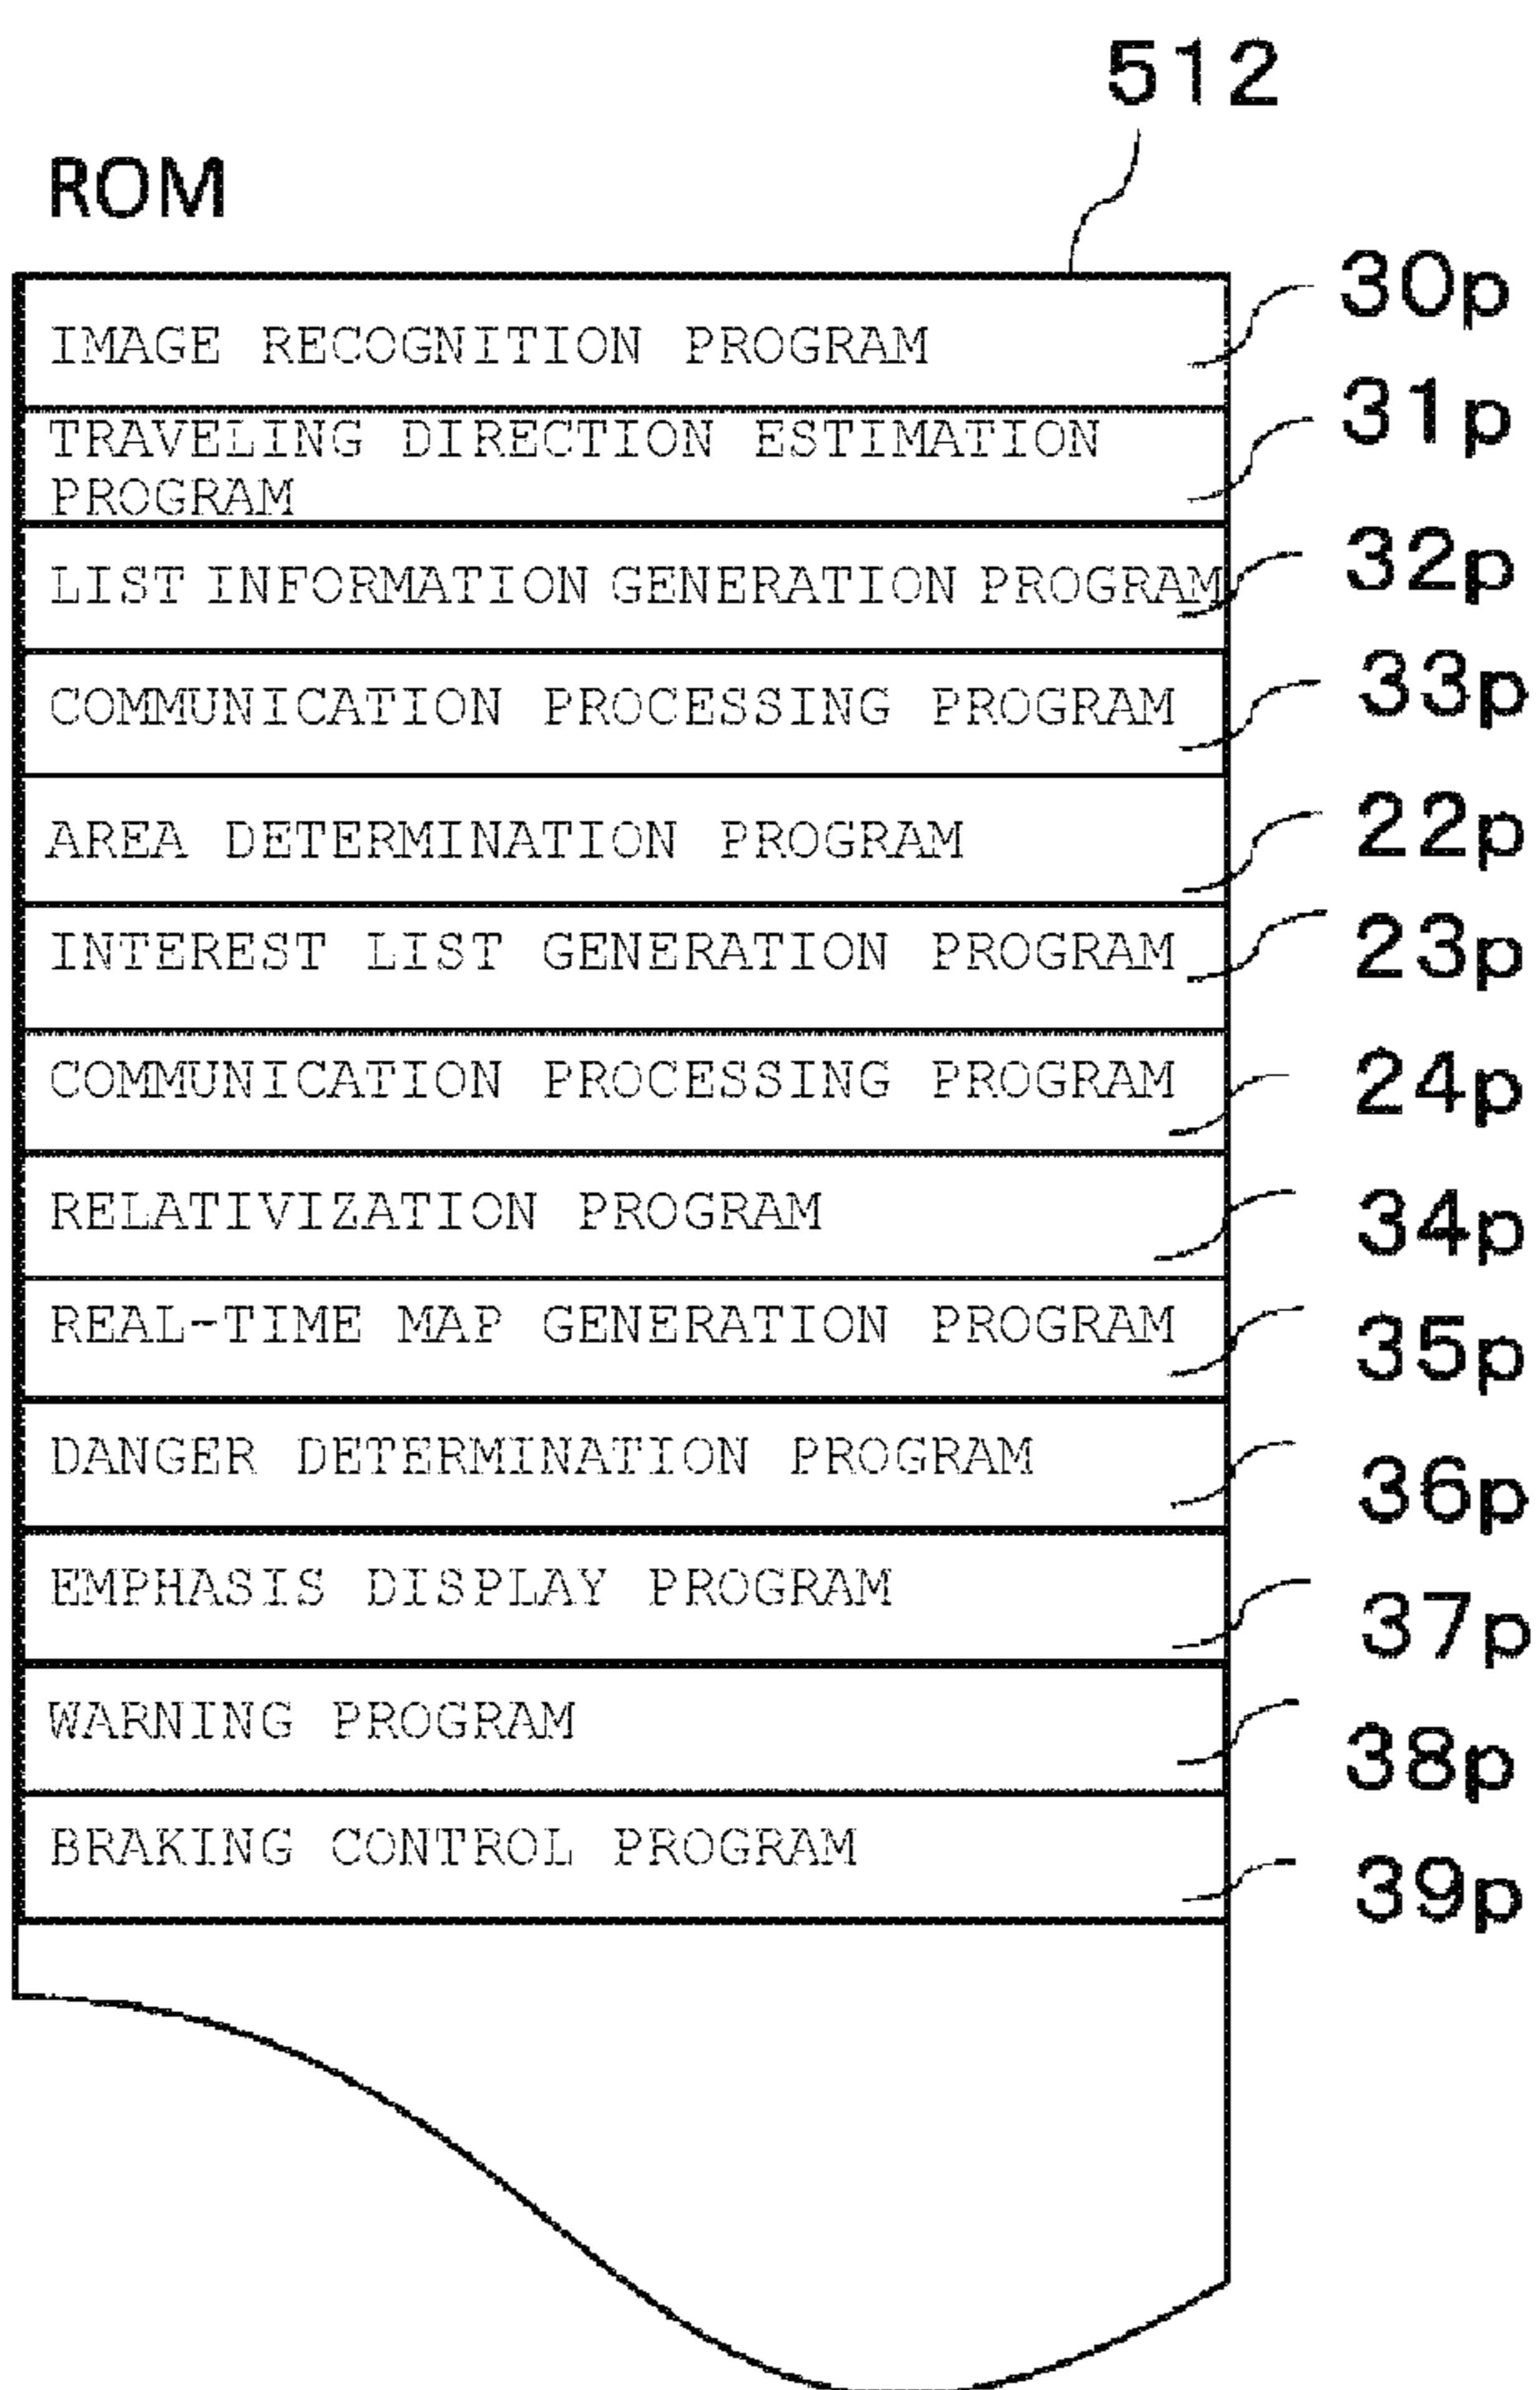 512
ROM
IMAGE RECOGNITION PROGRAM 30p
TRAVELING DIRECTION ESTIMATION 31p
PROGRAM
LIST INFORMATION GENERATION PROGRAM 32p
COMMUNICATION PROCESSING PROGRAM 33p
AREA DETERMINATION PROGRAM 22p
INTEREST LIST GENERATION PROGRAM 23p
COMMUNICATION PROCESSING PROGRAM 24p
RELATIVIZATION PROGRAM 34p
REAL-TIME MAP GENERATION PROGRAM 35p
DANGER DETERMINATION PROGRAM 36p
EMPHASIS DISPLAY PROGRAM 37p
WARNING PROGRAM 38p
BRAKING CONTROL PROGRAM 39p